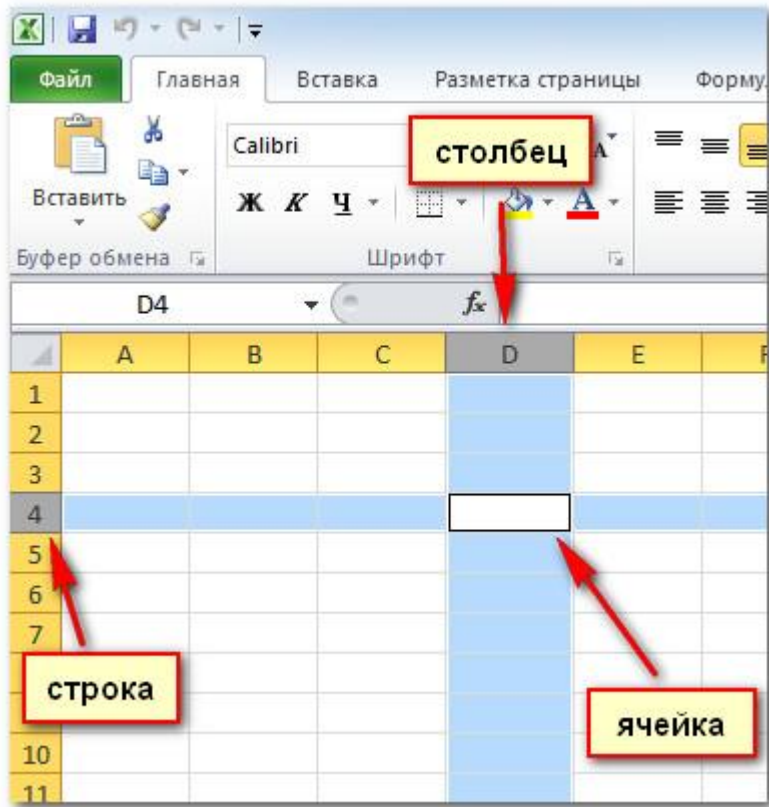 Файл Главная Вставка Разметка страницы Форму
Calibri
столбец
Вставить Ж К Ч A
Буфер обмена Шрифт
D4 fx
A B C D E F
1
2
3
4
5
6
7
строка
ячейка
10
11